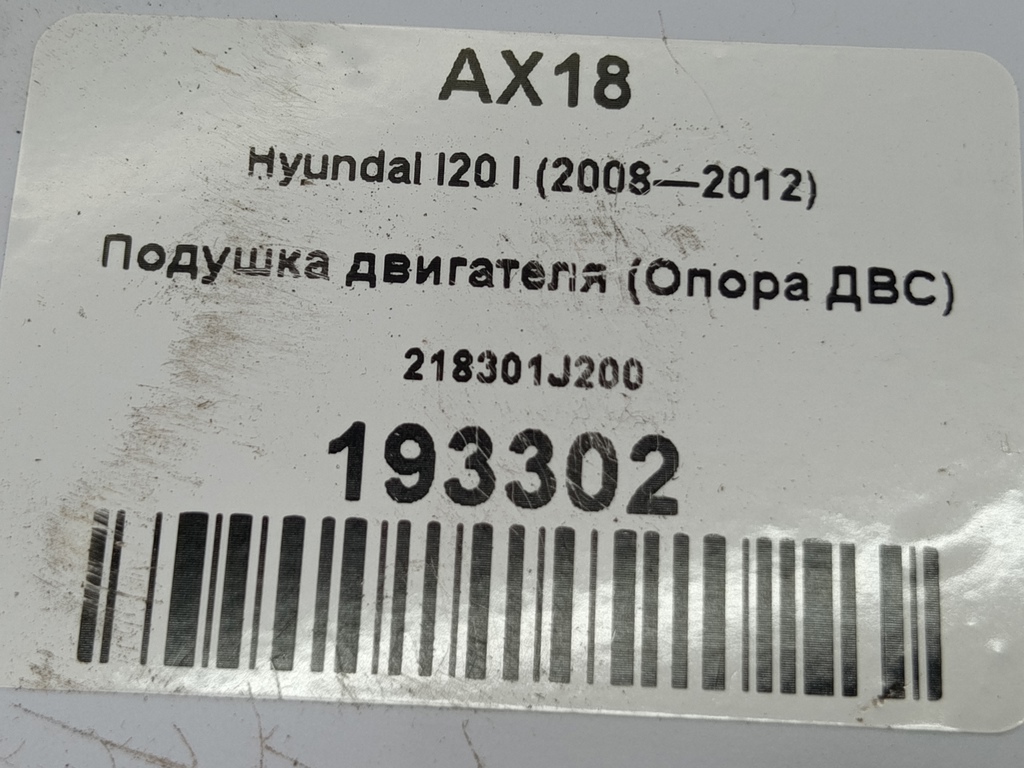 AX18
Hyundai I20 I (2008—2012)
Подушка двигателя (Опора ДВС)
218301J200
193302